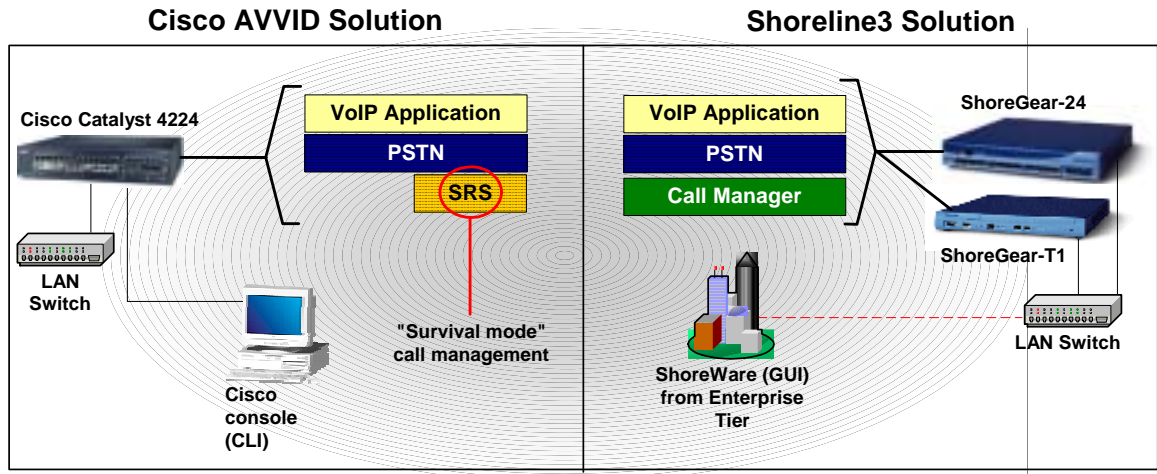 Cisco AVVID Solution
Shoreline3 Solution
Cisco Catalyst 4224
VoIP Application
PSTN
SRS
LAN
Switch
"Survival mode"
call management
Cisco
console
(CLI)
VoIP Application
PSTN
Call Manager
ShoreGear-24
ShoreGear-T1
LAN Switch
ShoreWare (GUI)
from Enterprise
Tier